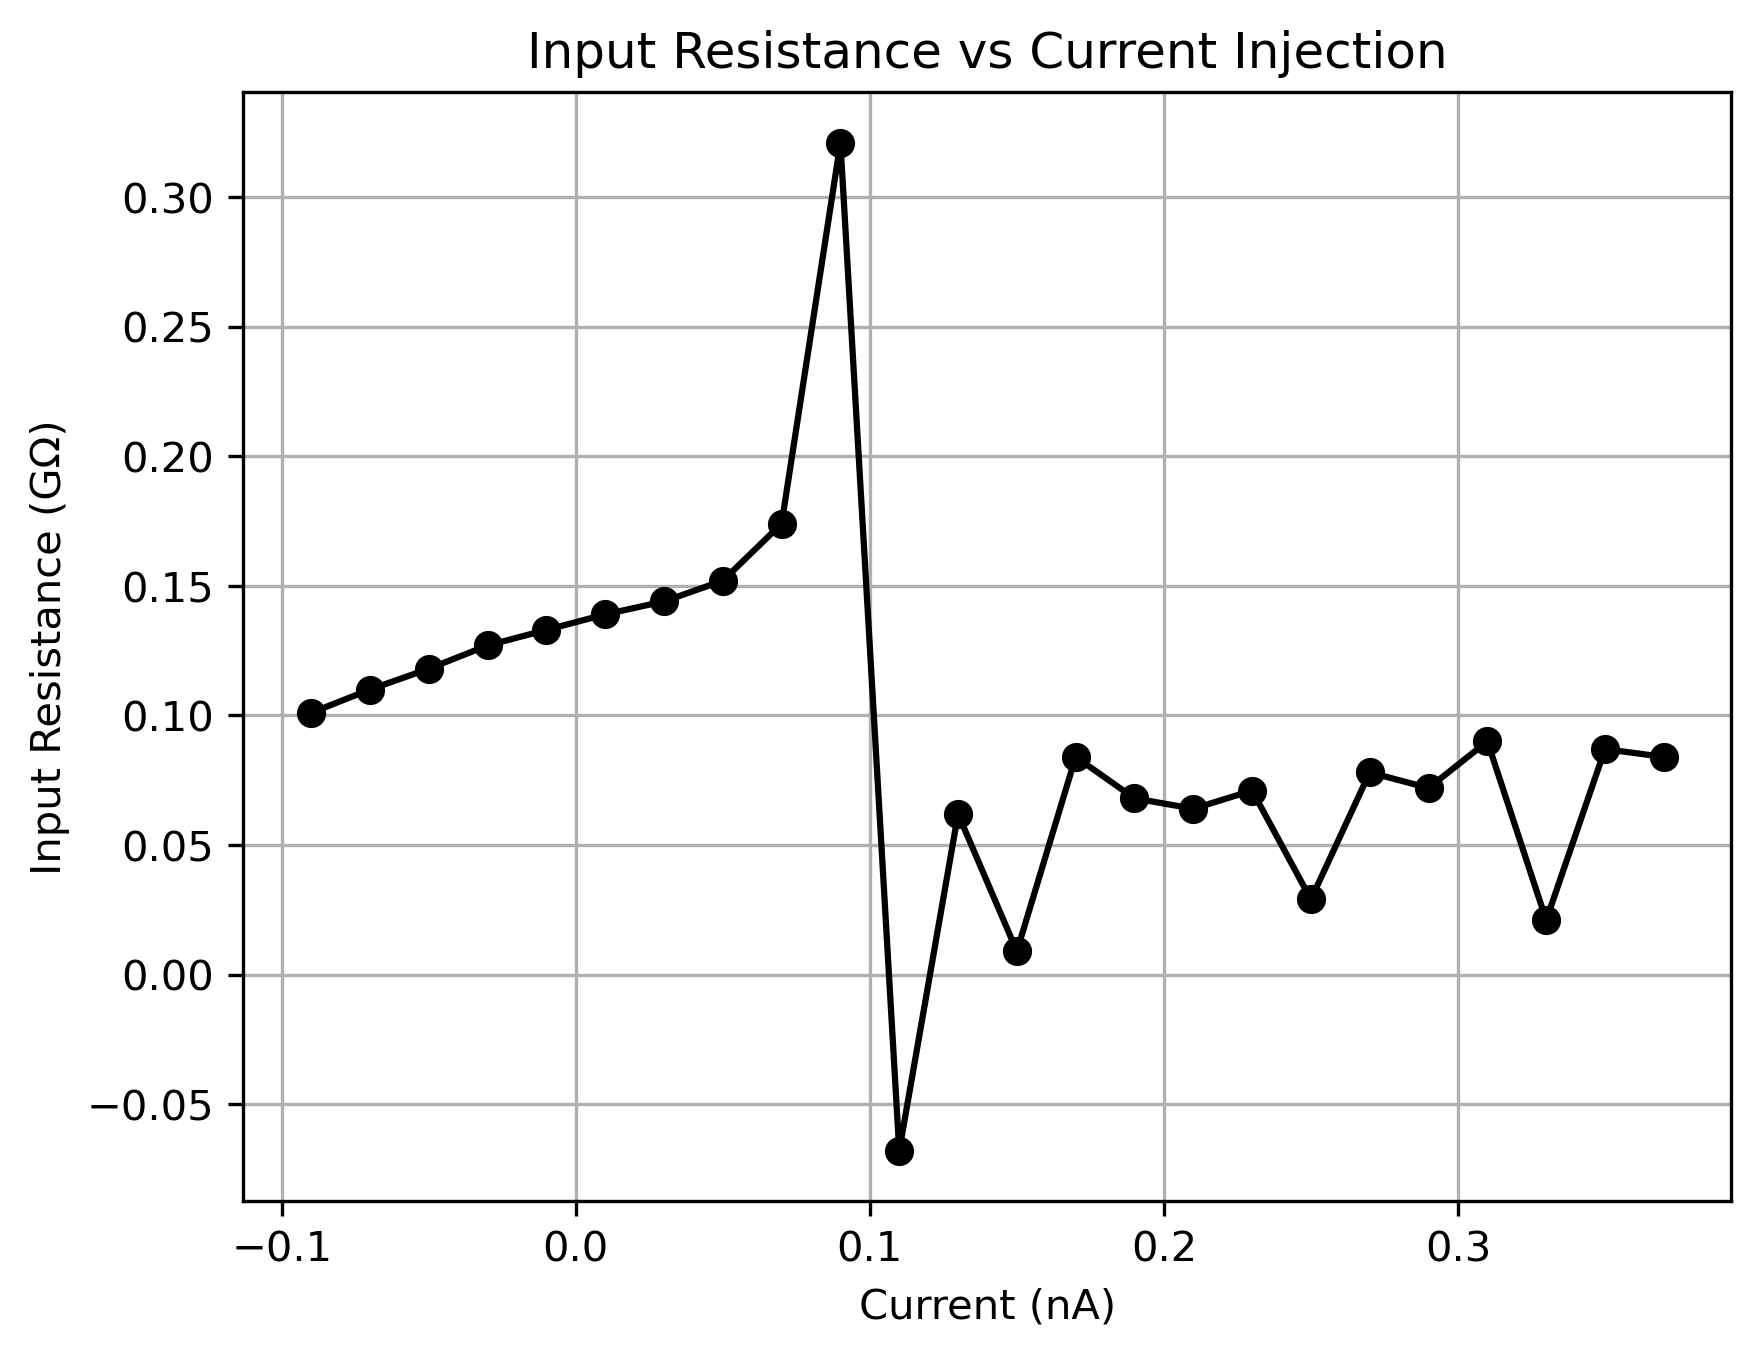 Input Resistance vs Current Injection
Input Resistance (GΩ)
0.30
0.25
0.20
0.15
0.10
0.05
0.00
−0.05
−0.1 0.0 0.1 0.2 0.3
Current (nA)